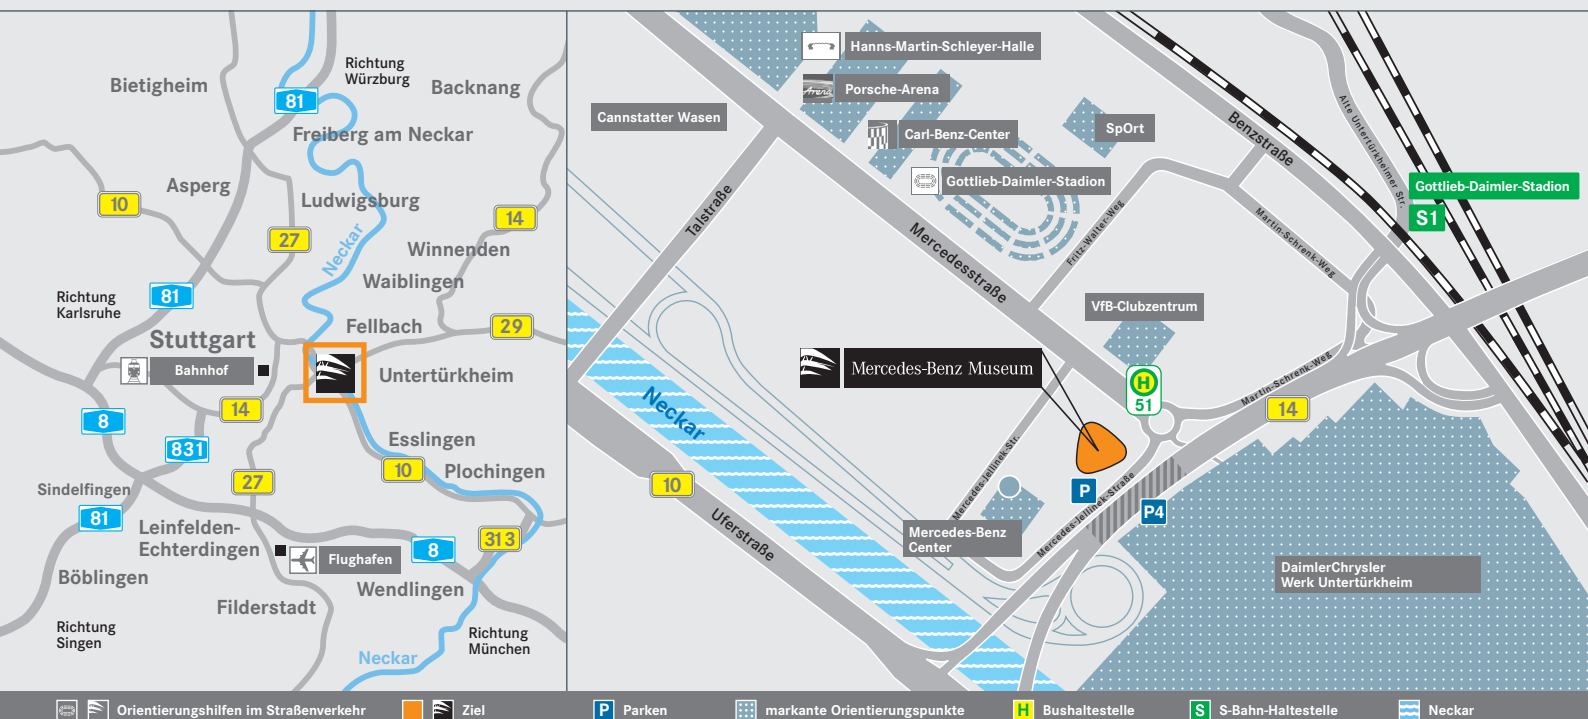 Richtung
Würzburg
Bietigheim
Backnang
81
Freiberg am Neckar
Asperg
Ludwigsburg
10
14
27
Neckar
Winnenden
Waiblingen
81
Richtung
Karlsruhe
Fellbach
29
Stuttgart
Bahnhof
Untertürkheim
14
8
831
Esslingen
10
Plochingen
27
Sindelfingen
81
Leinfelden-
Echterdingen
313
8
Flughafen
Böblingen
Wendlingen
Filderstadt
Richtung
Singen
Richtung
München
Neckar
Hanns-Martin-Schleyer-Halle
Arena
Porsche-Arena
Cannstatter Wasen
Carl-Benz-Center
SpOrt
Benzstraße
Alte Untertürkheimer Str.
Gottlieb-Daimler-Stadion
Gottlieb-Daimler-Stadion
S1
Talstraße
Mercedesstraße
Fritz-Walter-Weg
Martin-Schrenk-Weg
VfB-Clubzentrum
Mercedes-Benz Museum
H
51
Martin-Schrenk-Weg
14
Neckar
10
Uferstraße
Mercedes-Jellinek-Str.
P
Mercedes-Jellinek-Straße
P4
Mercedes-Benz
Center
DaimlerChrysler
Werk Untertürkheim
Orientierungshilfen im Straßenverkehr
Ziel
P Parken
markante Orientierungspunkte
H Bushaltestelle
S S-Bahn-Haltestelle
Neckar